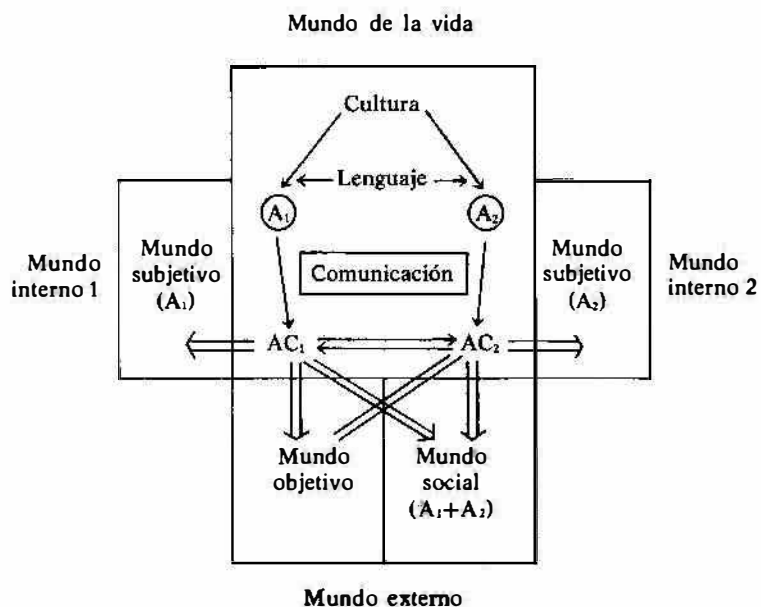 Mundo de la vida
Cultura
Lenguaje
A₁
A₂
Mundo
interno 1
Mundo
subjetivo
(A₁)
Comunicación
Mundo
subjetivo
(A₂)
Mundo
interno 2
AC₁
AC₂
Mundo
objetivo
Mundo
social
(A₁+A₂)
Mundo externo